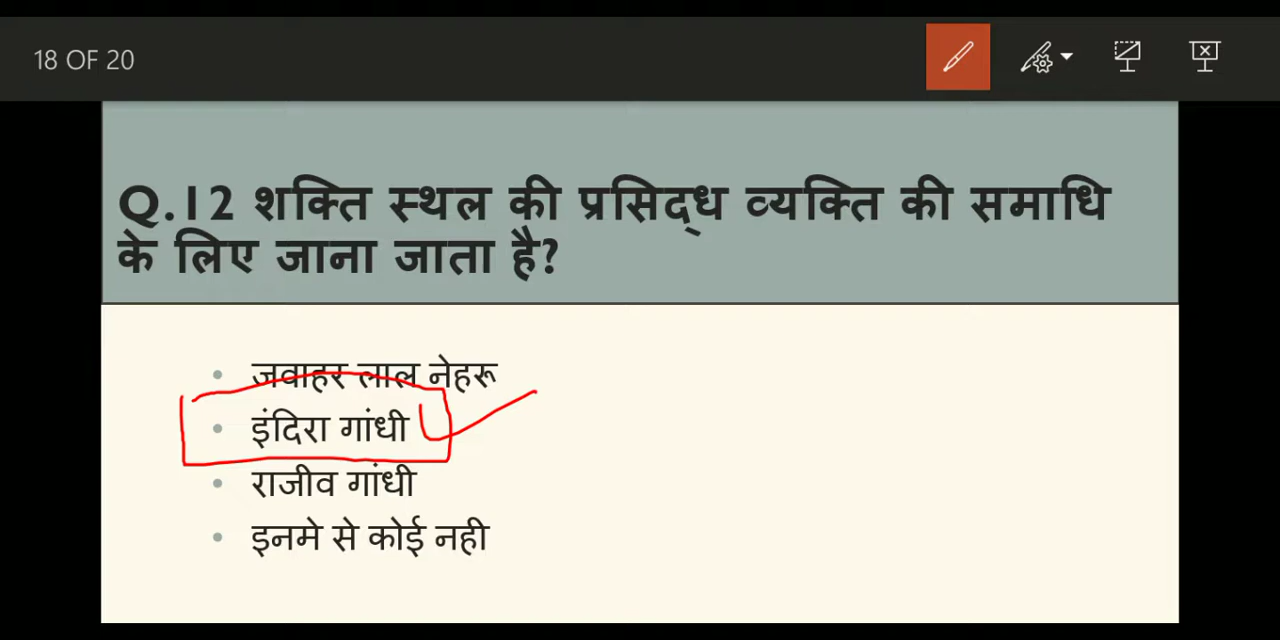 18 OF 20
Q.12 शक्ति स्थल की प्रसिद्ध व्यक्ति की समाधि
के लिए जाना जाता है?
• जवाहर लाल नेहरू
• इंदिरा गांधी
• राजीव गांधी
• इनमे से कोई नही